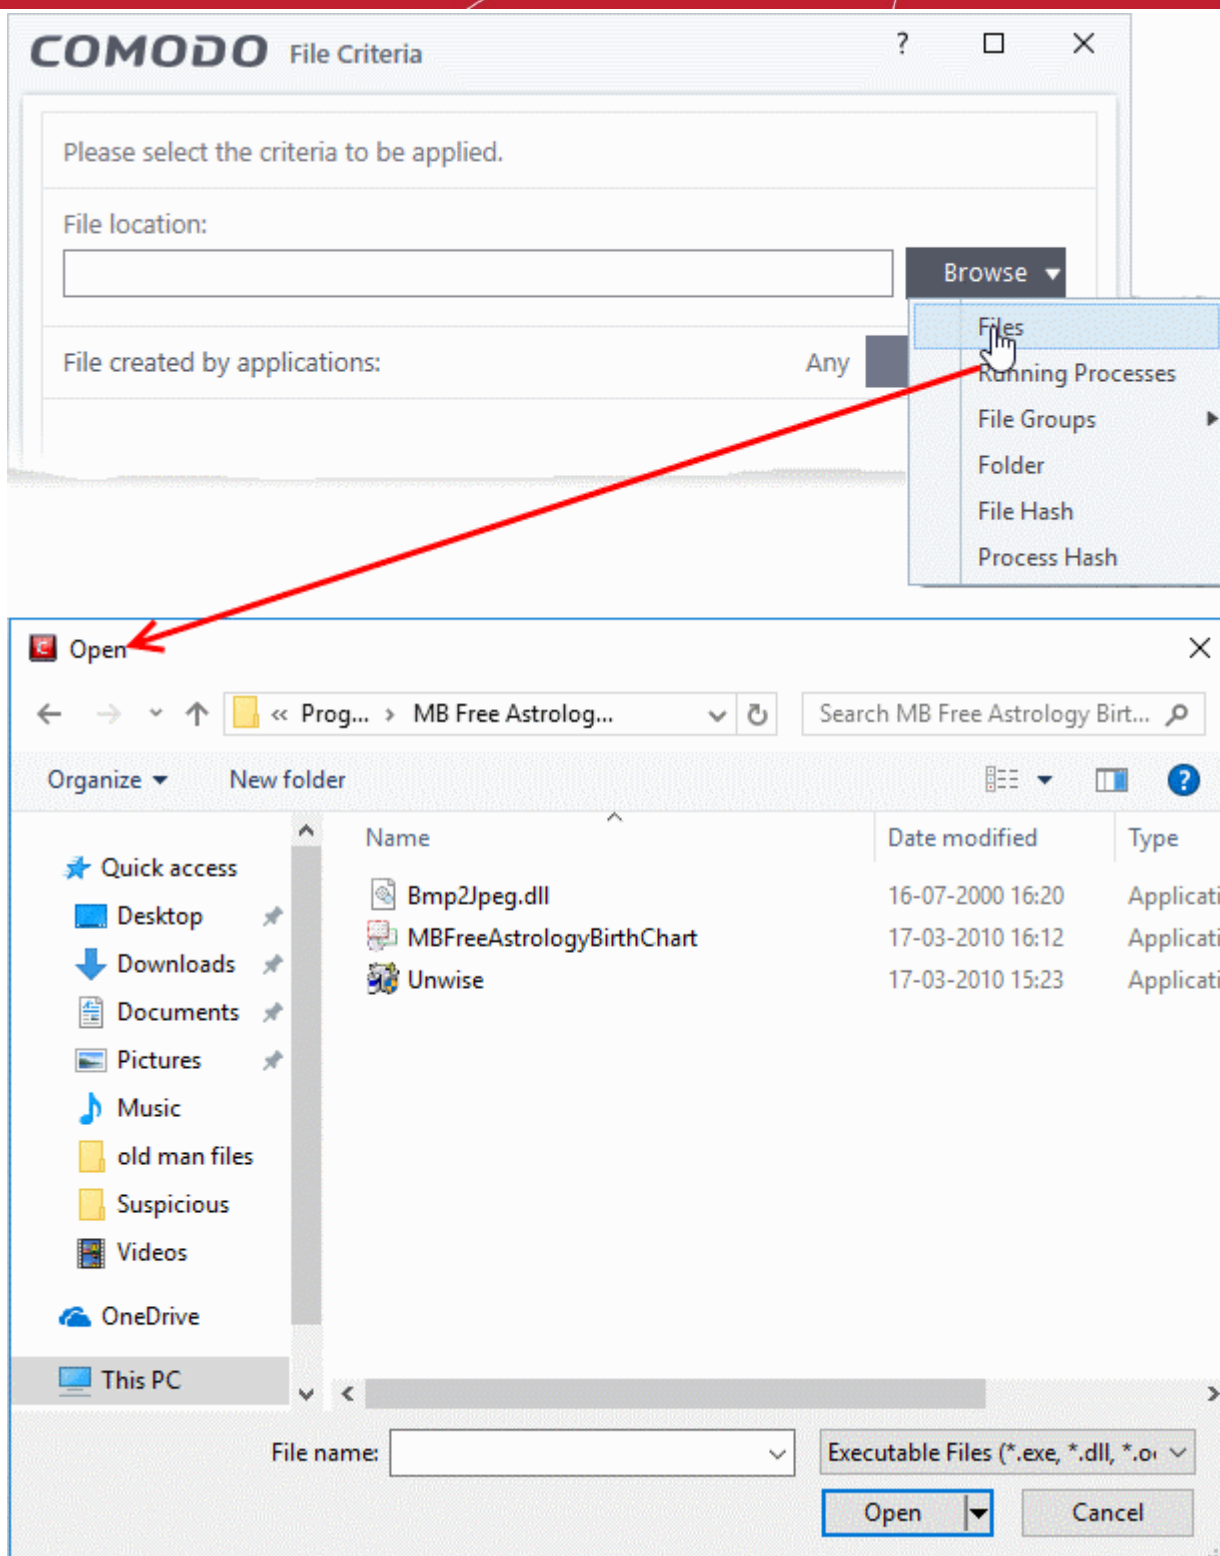 COMODO File Criteria ?
Please select the criteria to be applied.
File location:
Browse
Files
File created by applications: Any
Running Processes
File Groups
Folder
File Hash
Process Hash
Open
« Prog... › MB Free Astrolog...
Search MB Free Astrology Birt...
Organize New folder ?
Name Date modified Type
Quick access
Desktop
Downloads
Documents
Pictures
Music
old man files
Suspicious
Videos
OneDrive
This PC
Bmp2Jpeg.dll 16-07-2000 16:20 Applicati
MBFreeAstrologyBirthChart 17-03-2010 16:12 Applicati
Unwise 17-03-2010 15:23 Applicati
File name:
Executable Files (*.exe, *.dll, *.o
Open Cancel